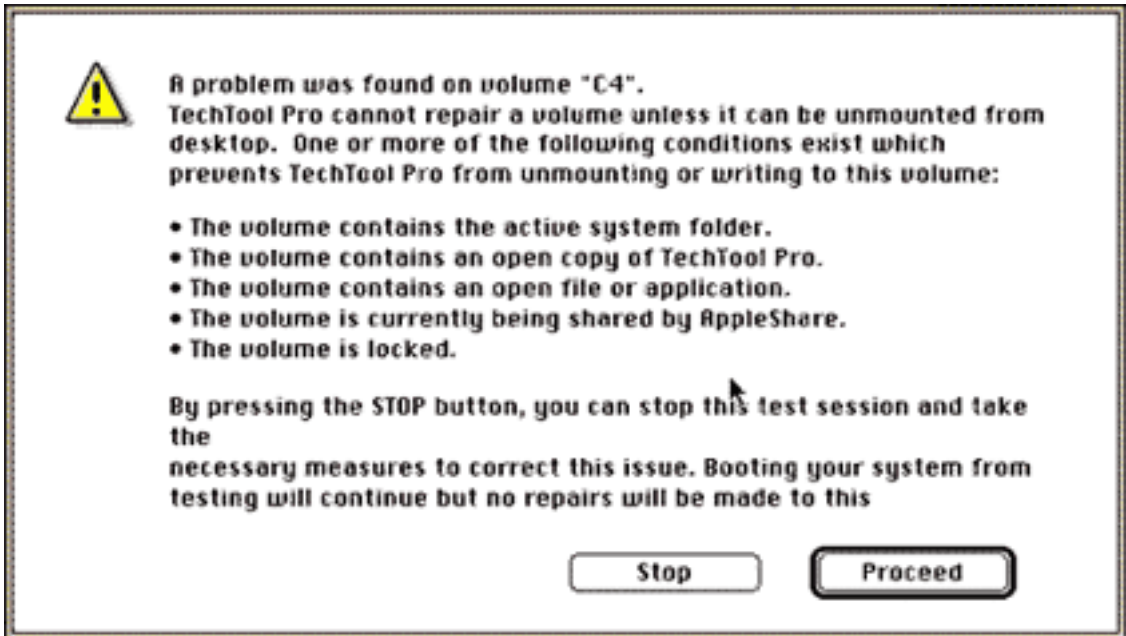 A problem was found on volume "C4".
TechTool Pro cannot repair a volume unless it can be unmounted from
desktop.  One or more of the following conditions exist which
prevents TechTool Pro from unmounting or writing to this volume:
• The volume contains the active system folder.
• The volume contains an open copy of TechTool Pro.
• The volume contains an open file or application.
• The volume is currently being shared by AppleShare.
• The volume is locked.
By pressing the STOP button, you can stop this test session and take
the
necessary measures to correct this issue. Booting your system from
testing will continue but no repairs will be made to this
Stop
Proceed